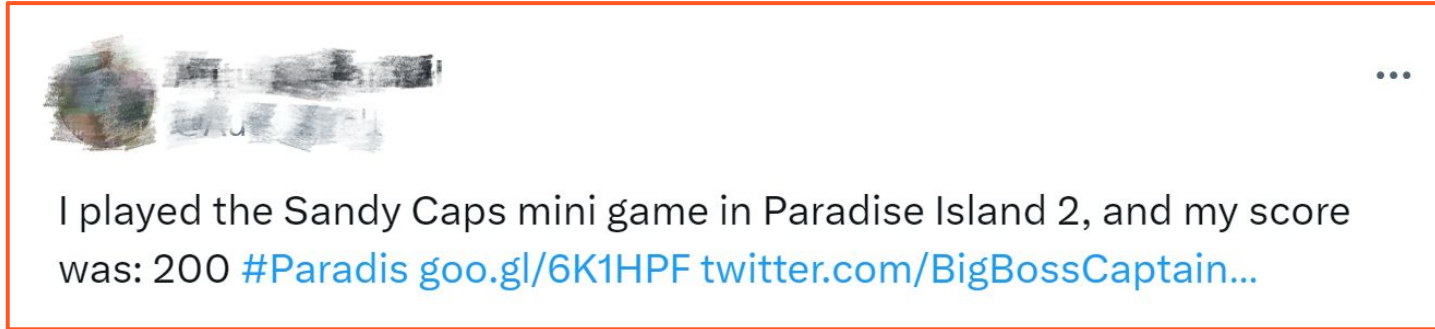 I played the Sandy Caps mini game in Paradise Island 2, and my score
was: 200 #Paradis goo.gl/6K1HPF twitter.com/BigBossCaptain...